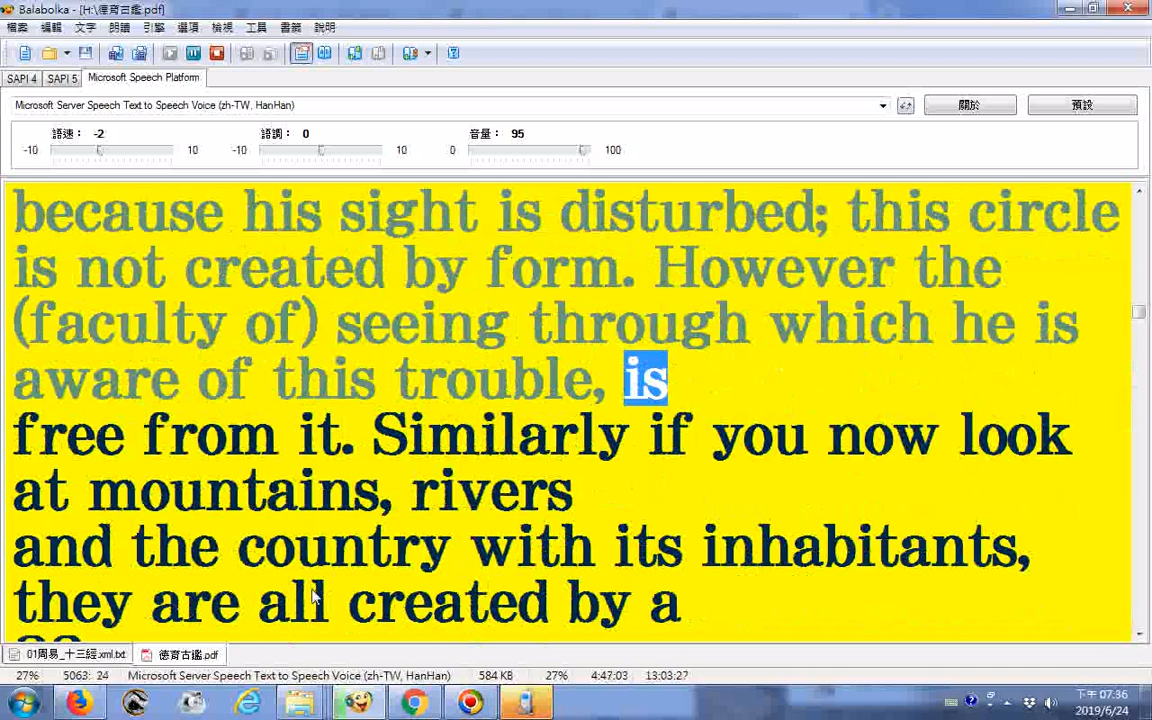 Balabolka - [H:\德育古鑑.pdf]
檔案 編輯 文字 朗讀 引擎 選項 檢視 工具 書籤 說明
SAPI 4 SAPI 5 Microsoft Speech Platform
Microsoft Server Speech Text to Speech Voice (zh-TW, HanHan) 關於 預設
語速： -2 語調： 0 音量： 95
-10 10 -10 10 0 100
because his sight is disturbed; this circle
is not created by form. However the
(faculty of) seeing through which he is
aware of this trouble, is
free from it. Similarly if you now look
at mountains, rivers
and the country with its inhabitants,
they are all created by a
01周易_十三經.xml.txt 德育古鑑.pdf
27% 5063: 24 Microsoft Server Speech Text to Speech Voice (zh-TW, HanHan) 584 KB 27% 4:47:03 13:03:27
下午 07:36
2019/6/24